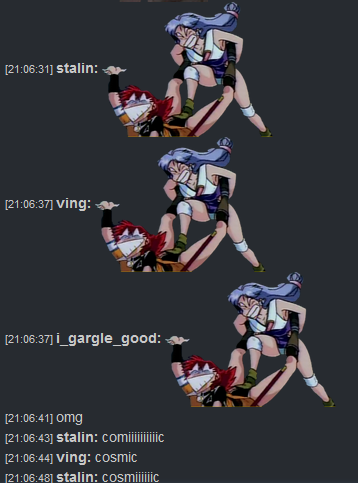 [21:06:31] stalin:
[21:06:37] ving:
[21:06:37] i_gargle_good:
[21:06:41] omg
[21:06:43] stalin: comiiiiiiiiiic
[21:06:44] ving: cosmic
[21:06:48] stalin: cosmiiiiiic